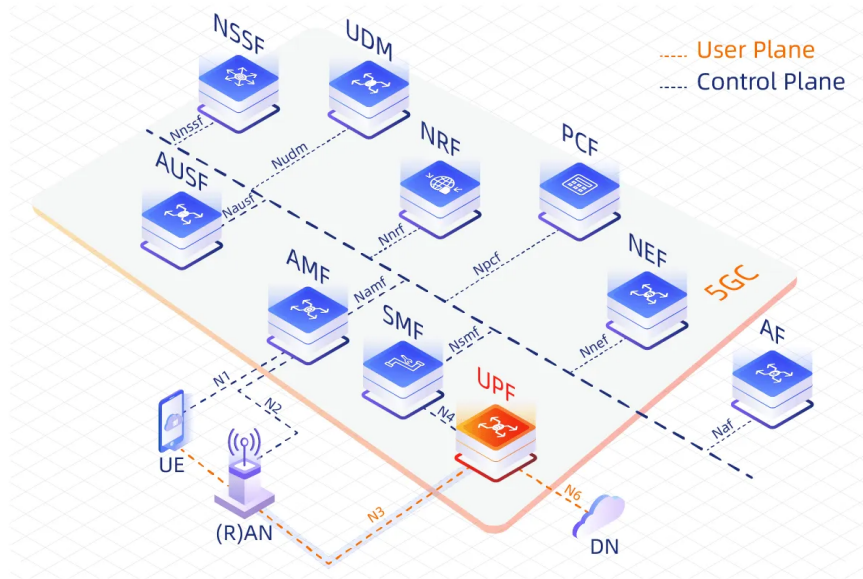 NSSF
UDM
User Plane
Control Plane
Nnssf
NRF
PCF
AUSF
Nudm
Nausf
Nnrf
Npcf
NEF
5GC
AMF
Namf
SMF
Nsmf
Nnef
AF
N1
UPF
N2
N4
Naf
UE
N3
N6
(R)AN
DN